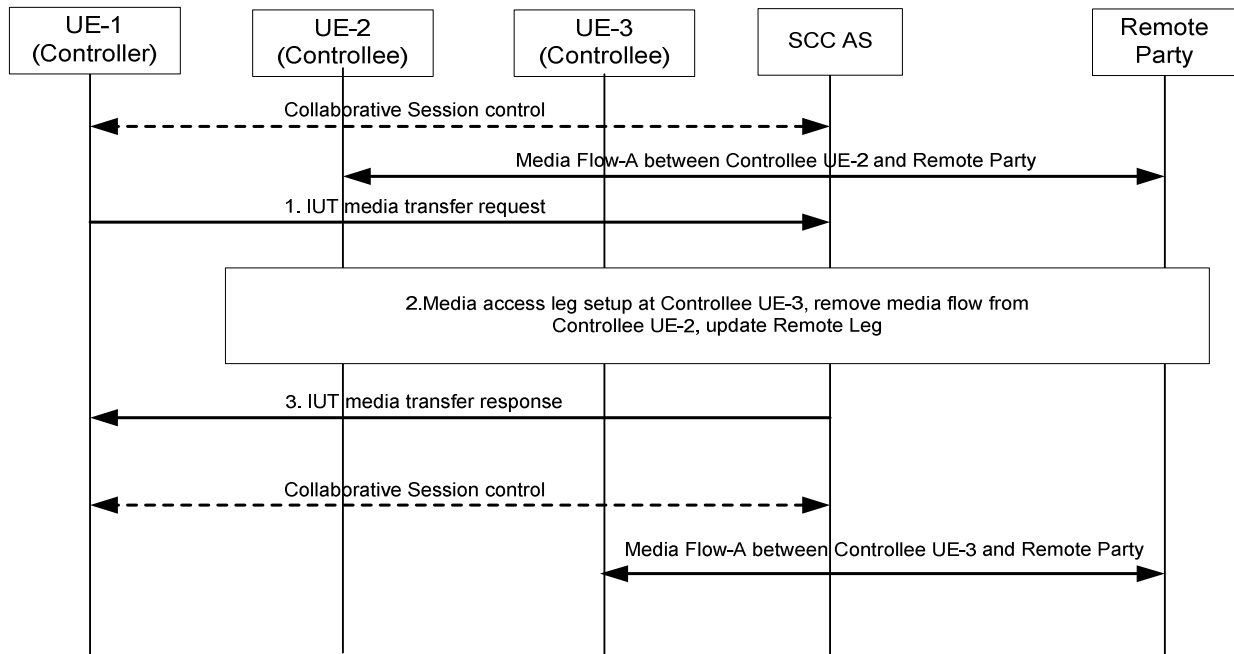 UE-1
(Controller)
UE-2
(Controllee)
UE-3
(Controllee)
SCC AS
Remote
Party
Collaborative Session control
Media Flow-A between Controllee UE-2 and Remote Party
1. IUT media transfer request
2.Media access leg setup at Controllee UE-3, remove media flow from
Controllee UE-2, update Remote Leg
3. IUT media transfer response
Collaborative Session control
Media Flow-A between Controllee UE-3 and Remote Party